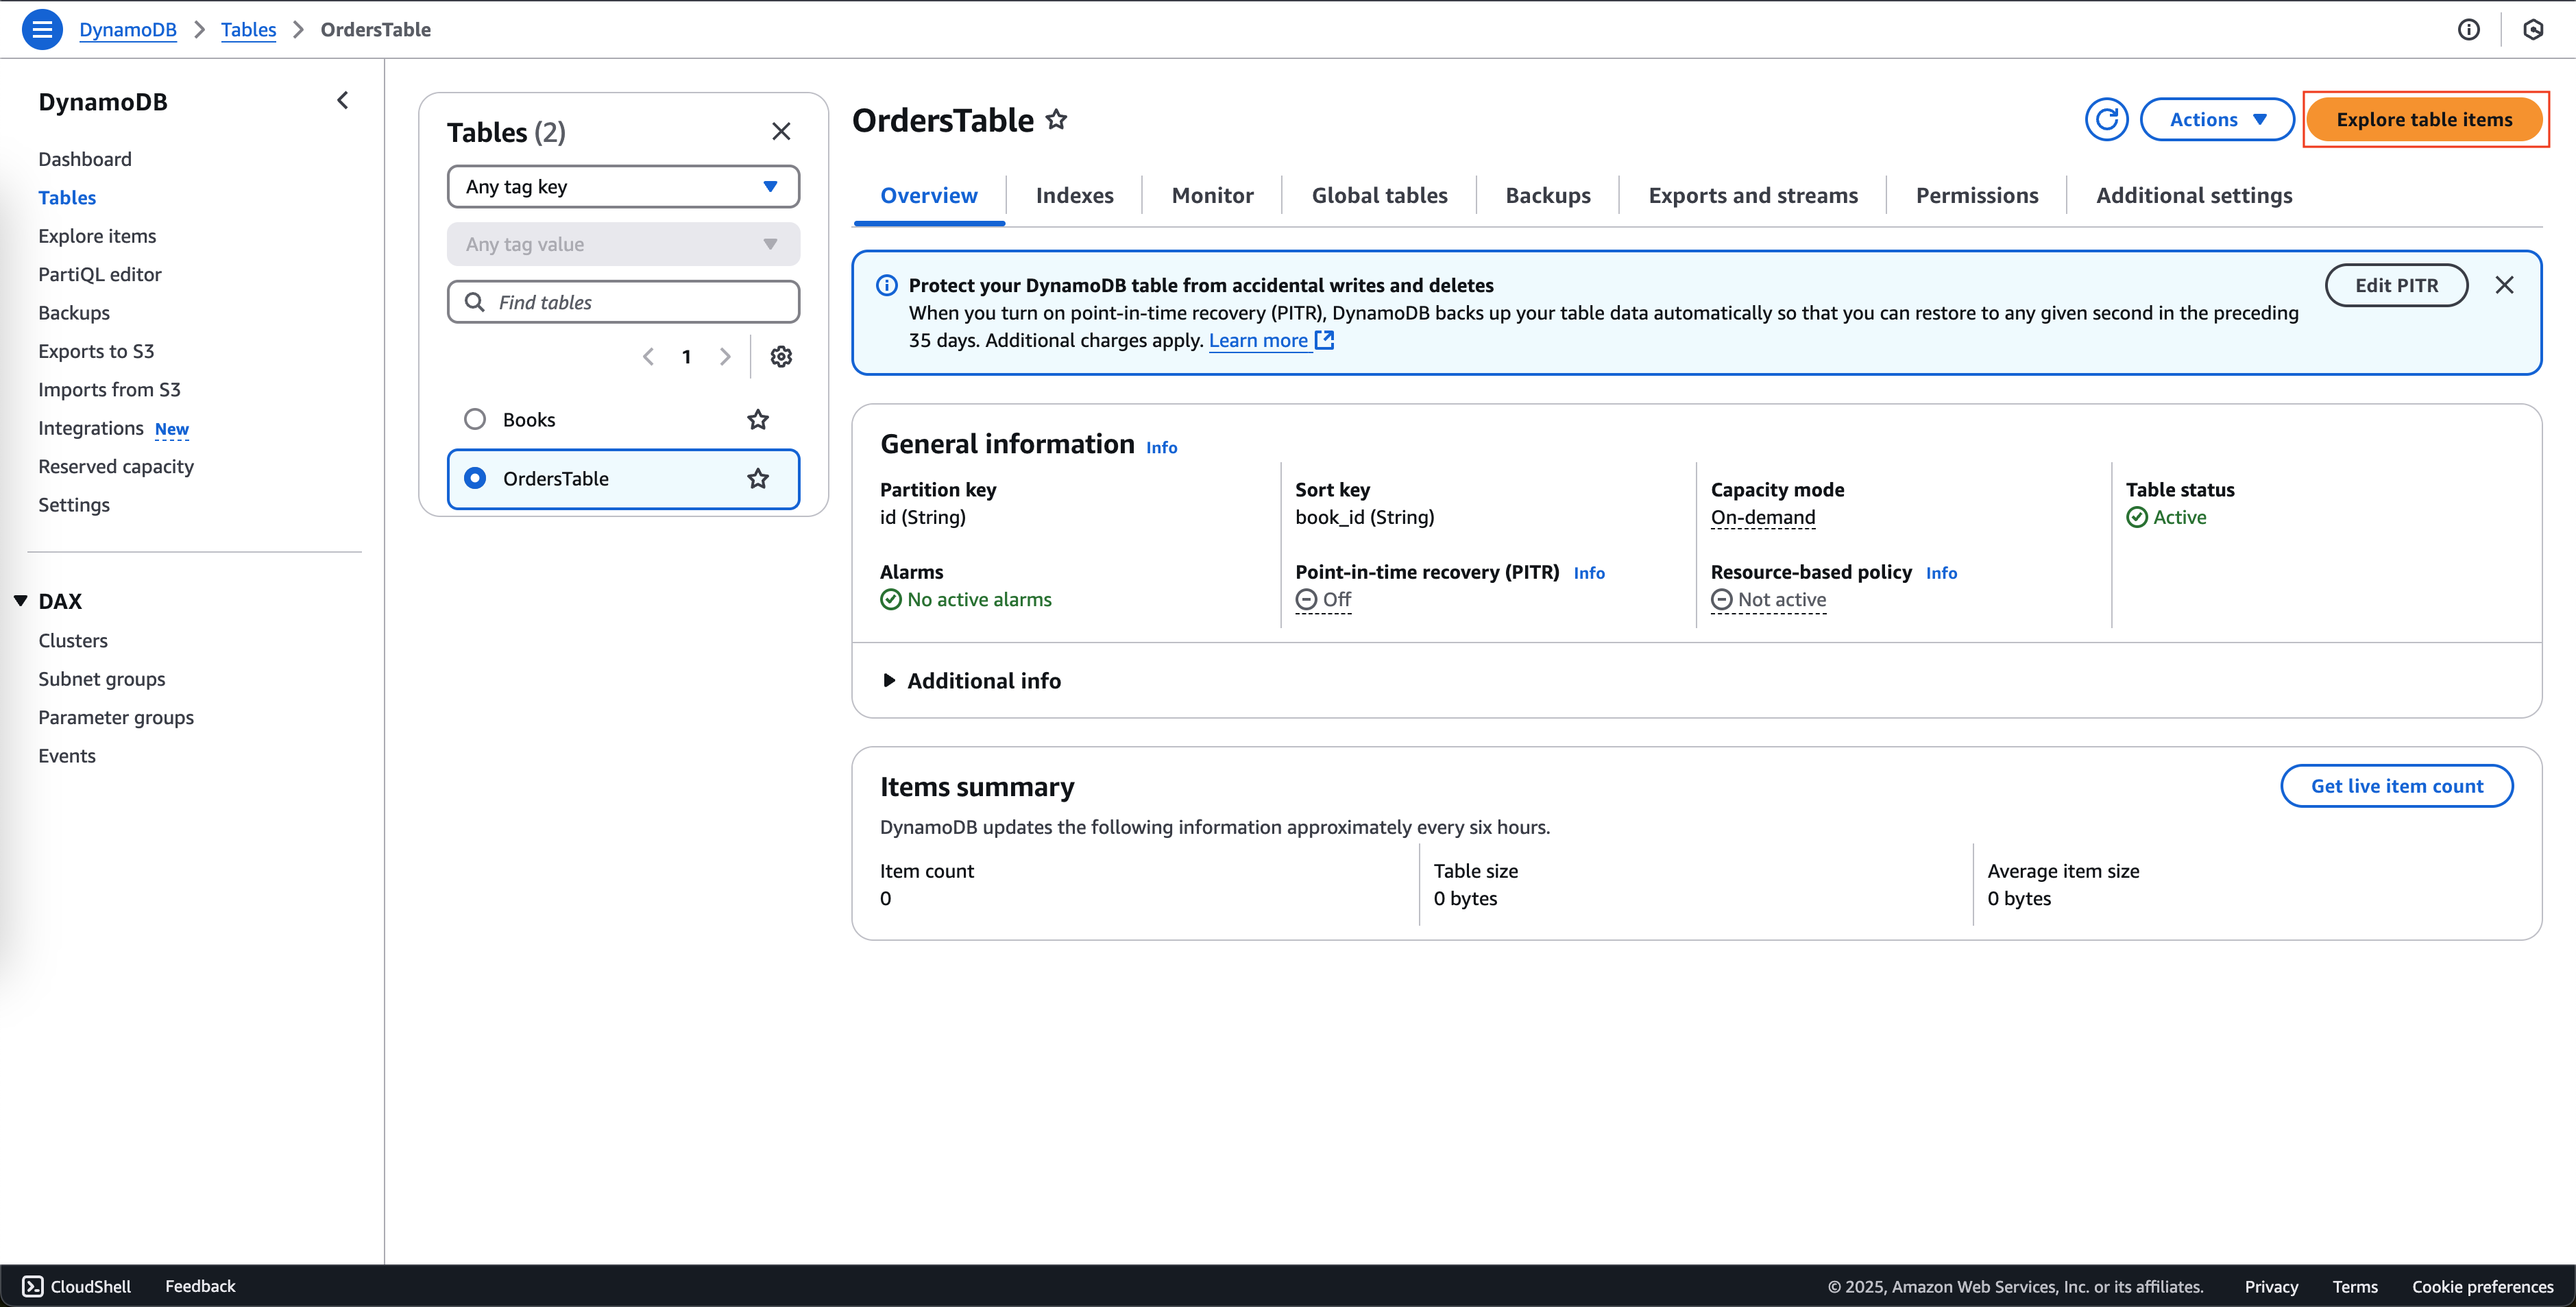 DynamoDB
Tables
OrdersTable
DynamoDB
Dashboard
Tables
Explore items
PartiQL editor
Backups
Exports to S3
Imports from S3
Integrations New
Reserved capacity
Settings
DAX
Clusters
Subnet groups
Parameter groups
Events
Tables (2)
Any tag key
Any tag value
Find tables
1
Books
OrdersTable
OrdersTable
Actions
Explore table items
Overview
Indexes
Monitor
Global tables
Backups
Exports and streams
Permissions
Additional settings
Protect your DynamoDB table from accidental writes and deletes
When you turn on point-in-time recovery (PITR), DynamoDB backs up your table data automatically so that you can restore to any given second in the preceding
35 days. Additional charges apply. Learn more
Edit PITR
General information Info
Partition key
id (String)
Sort key
book_id (String)
Capacity mode
On-demand
Table status
Active
Alarms
No active alarms
Point-in-time recovery (PITR) Info
Off
Resource-based policy Info
Not active
Additional info
Items summary
Get live item count
DynamoDB updates the following information approximately every six hours.
Item count
0
Table size
0 bytes
Average item size
0 bytes
CloudShell
Feedback
© 2025, Amazon Web Services, Inc. or its affiliates.
Privacy
Terms
Cookie preferences